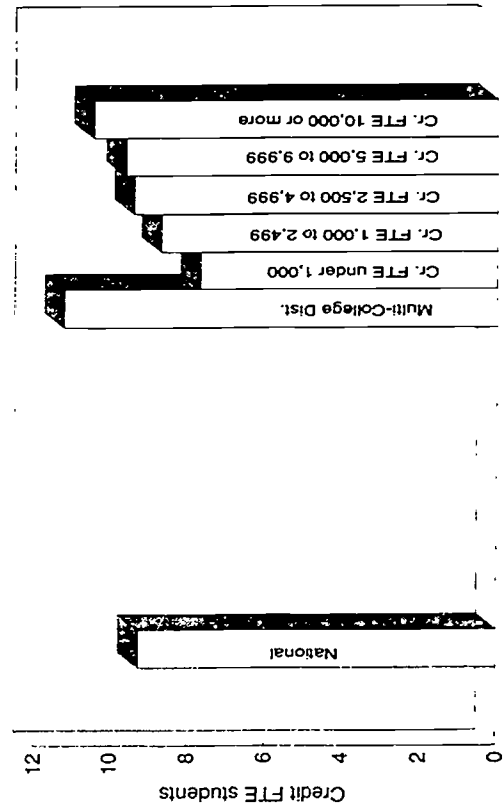 Credit FTE students
12
10
8
6
4
2
0
National
Multi-College Dist.
Cr. FTE under 1,000
Cr. FTE 1,000 to 2,499
Cr. FTE 2,500 to 4,999
Cr. FTE 5,000 to 9,999
Cr. FTE 10,000 or more